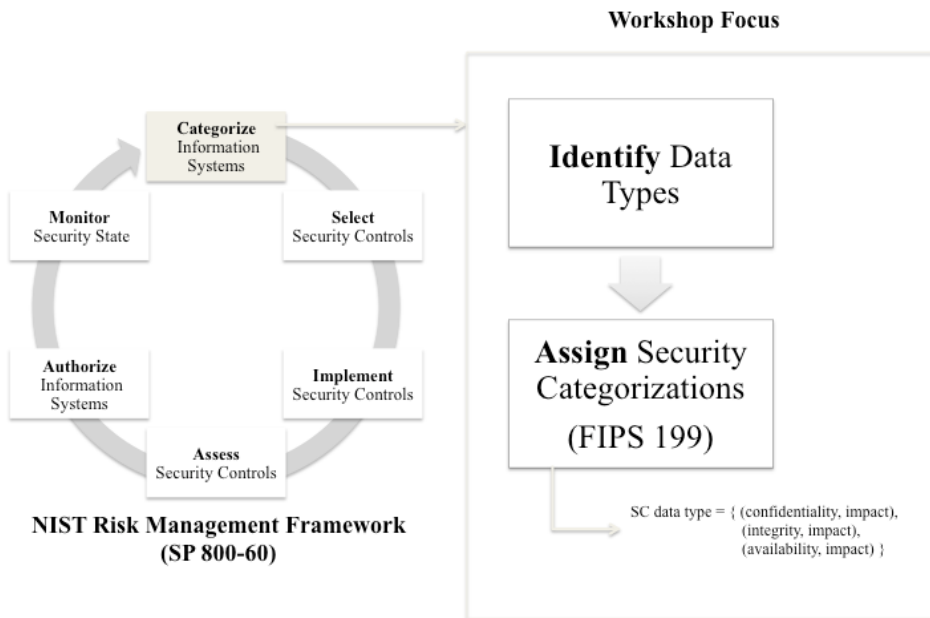 Workshop Focus
Categorize
Information
Systems
Select
Security Controls
Implement
Security Controls
Assess
Security Controls
Authorize
Information
Systems
Monitor
Security State
NIST Risk Management Framework
(SP 800-60)
Identify Data
Types
Assign Security
Categorizations
(FIPS 199)
SC data type = { (confidentiality, impact),
(integrity, impact),
(availability, impact) }